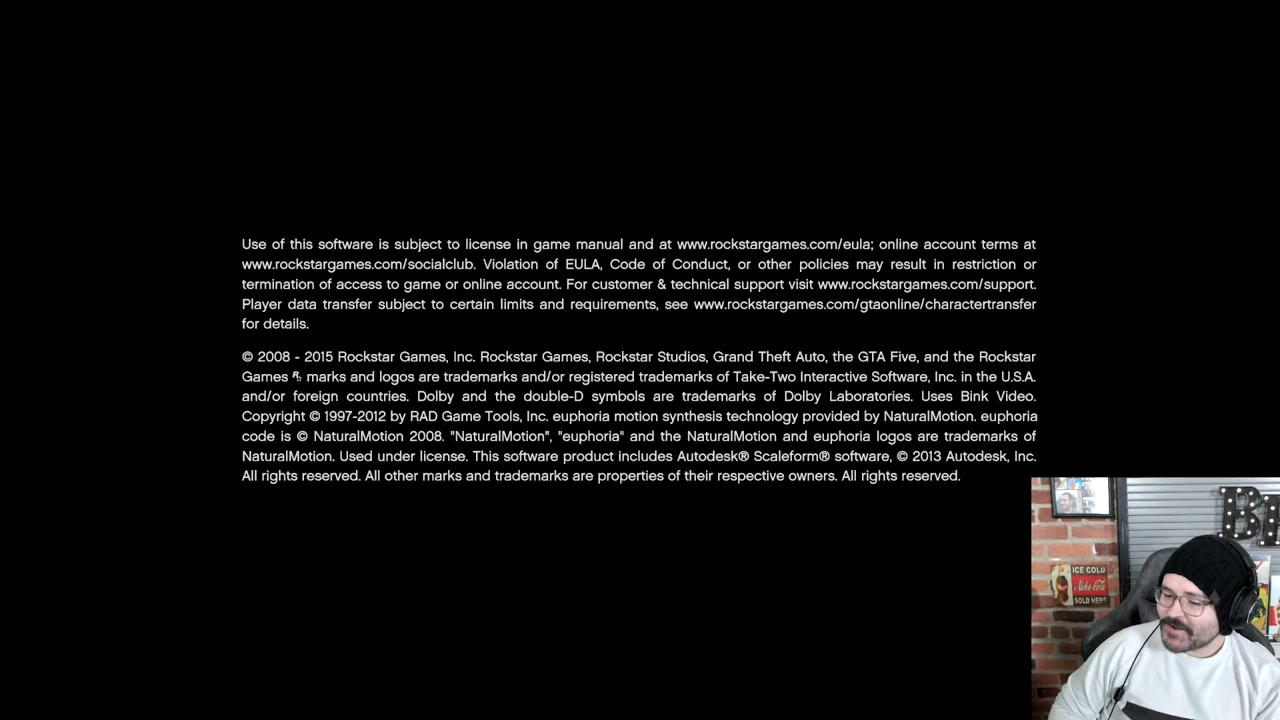 Use of this software is subject to license in game manual and at www.rockstargames.com/eula; online account terms at
www.rockstargames.com/socialclub. Violation of EULA, Code of Conduct, or other policies may result in restriction or
termination of access to game or online account. For customer & technical support visit www.rockstargames.com/support.
Player data transfer subject to certain limits and requirements, see www.rockstargames.com/gtaonline/charactertransfer
for details.
© 2008 - 2015 Rockstar Games, Inc. Rockstar Games, Rockstar Studios, Grand Theft Auto, the GTA Five, and the Rockstar
Games R* marks and logos are trademarks and/or registered trademarks of Take-Two Interactive Software, Inc. in the U.S.A.
and/or foreign countries. Dolby and the double-D symbols are trademarks of Dolby Laboratories. Uses Bink Video.
Copyright © 1997-2012 by RAD Game Tools, Inc. euphoria motion synthesis technology provided by NaturalMotion. euphoria
code is © NaturalMotion 2008. "NaturalMotion", "euphoria" and the NaturalMotion and euphoria logos are trademarks of
NaturalMotion. Used under license. This software product includes Autodesk® Scaleform® software, © 2013 Autodesk, Inc.
All rights reserved. All other marks and trademarks are properties of their respective owners. All rights reserved.
ICE COLD
Nuka-Cola
SOLD HERE